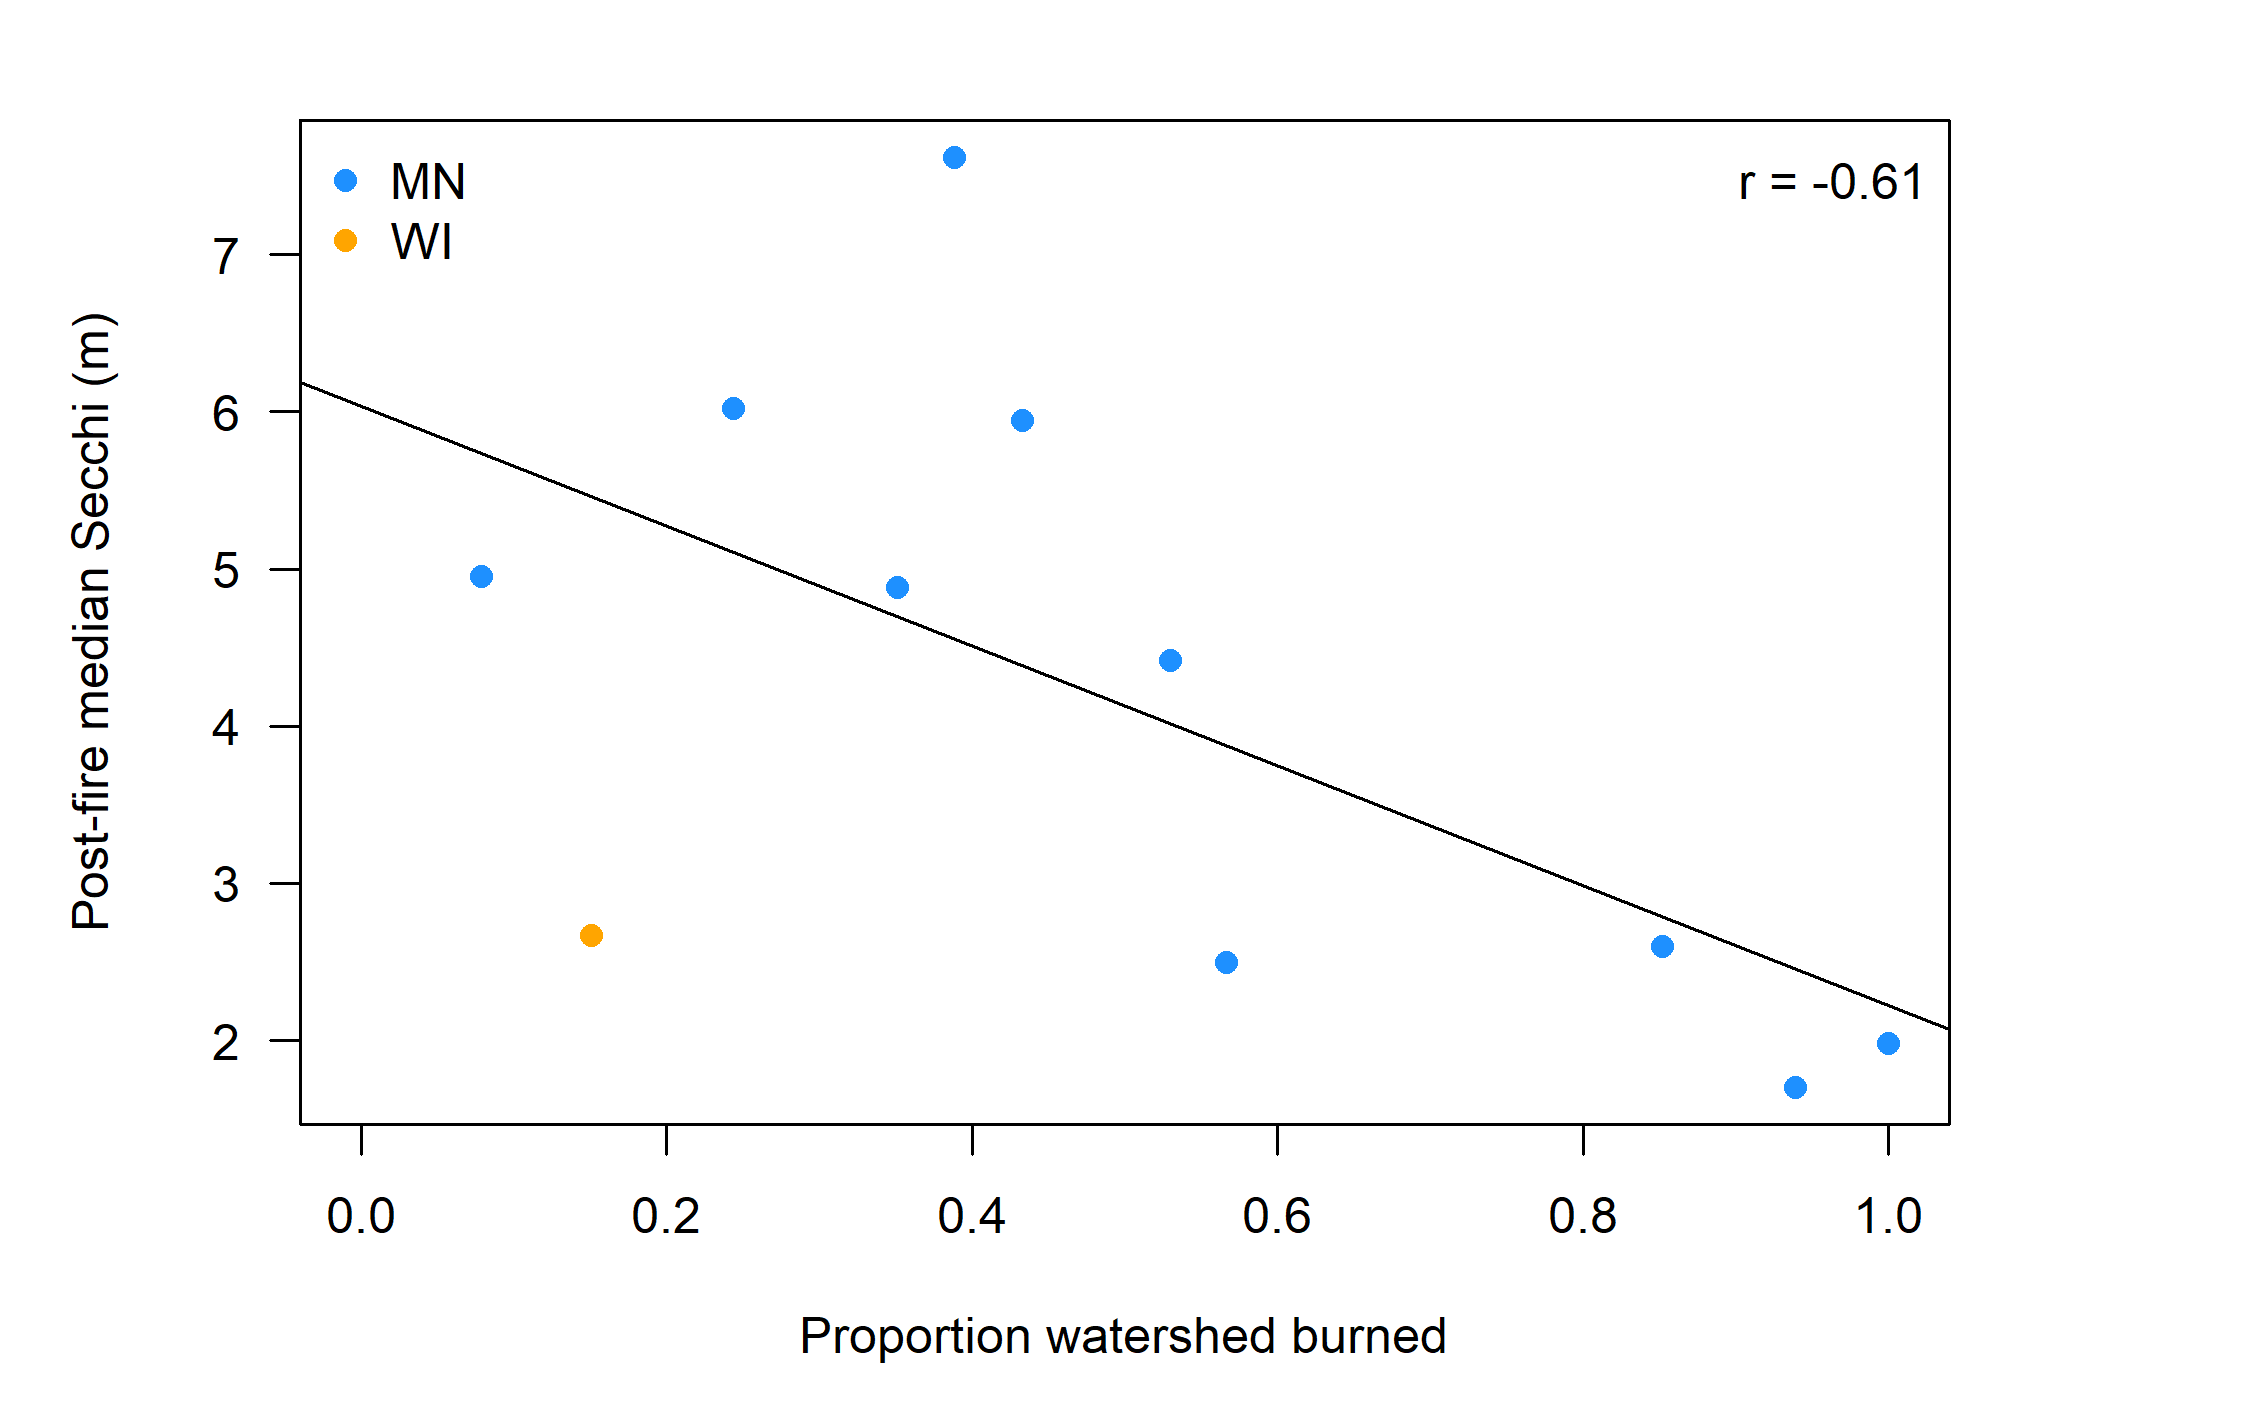 MN
WI
r = -0.61
7
6
5
4
3
2
Post-fire median Secchi (m)
0.0 0.2 0.4 0.6 0.8 1.0
Proportion watershed burned